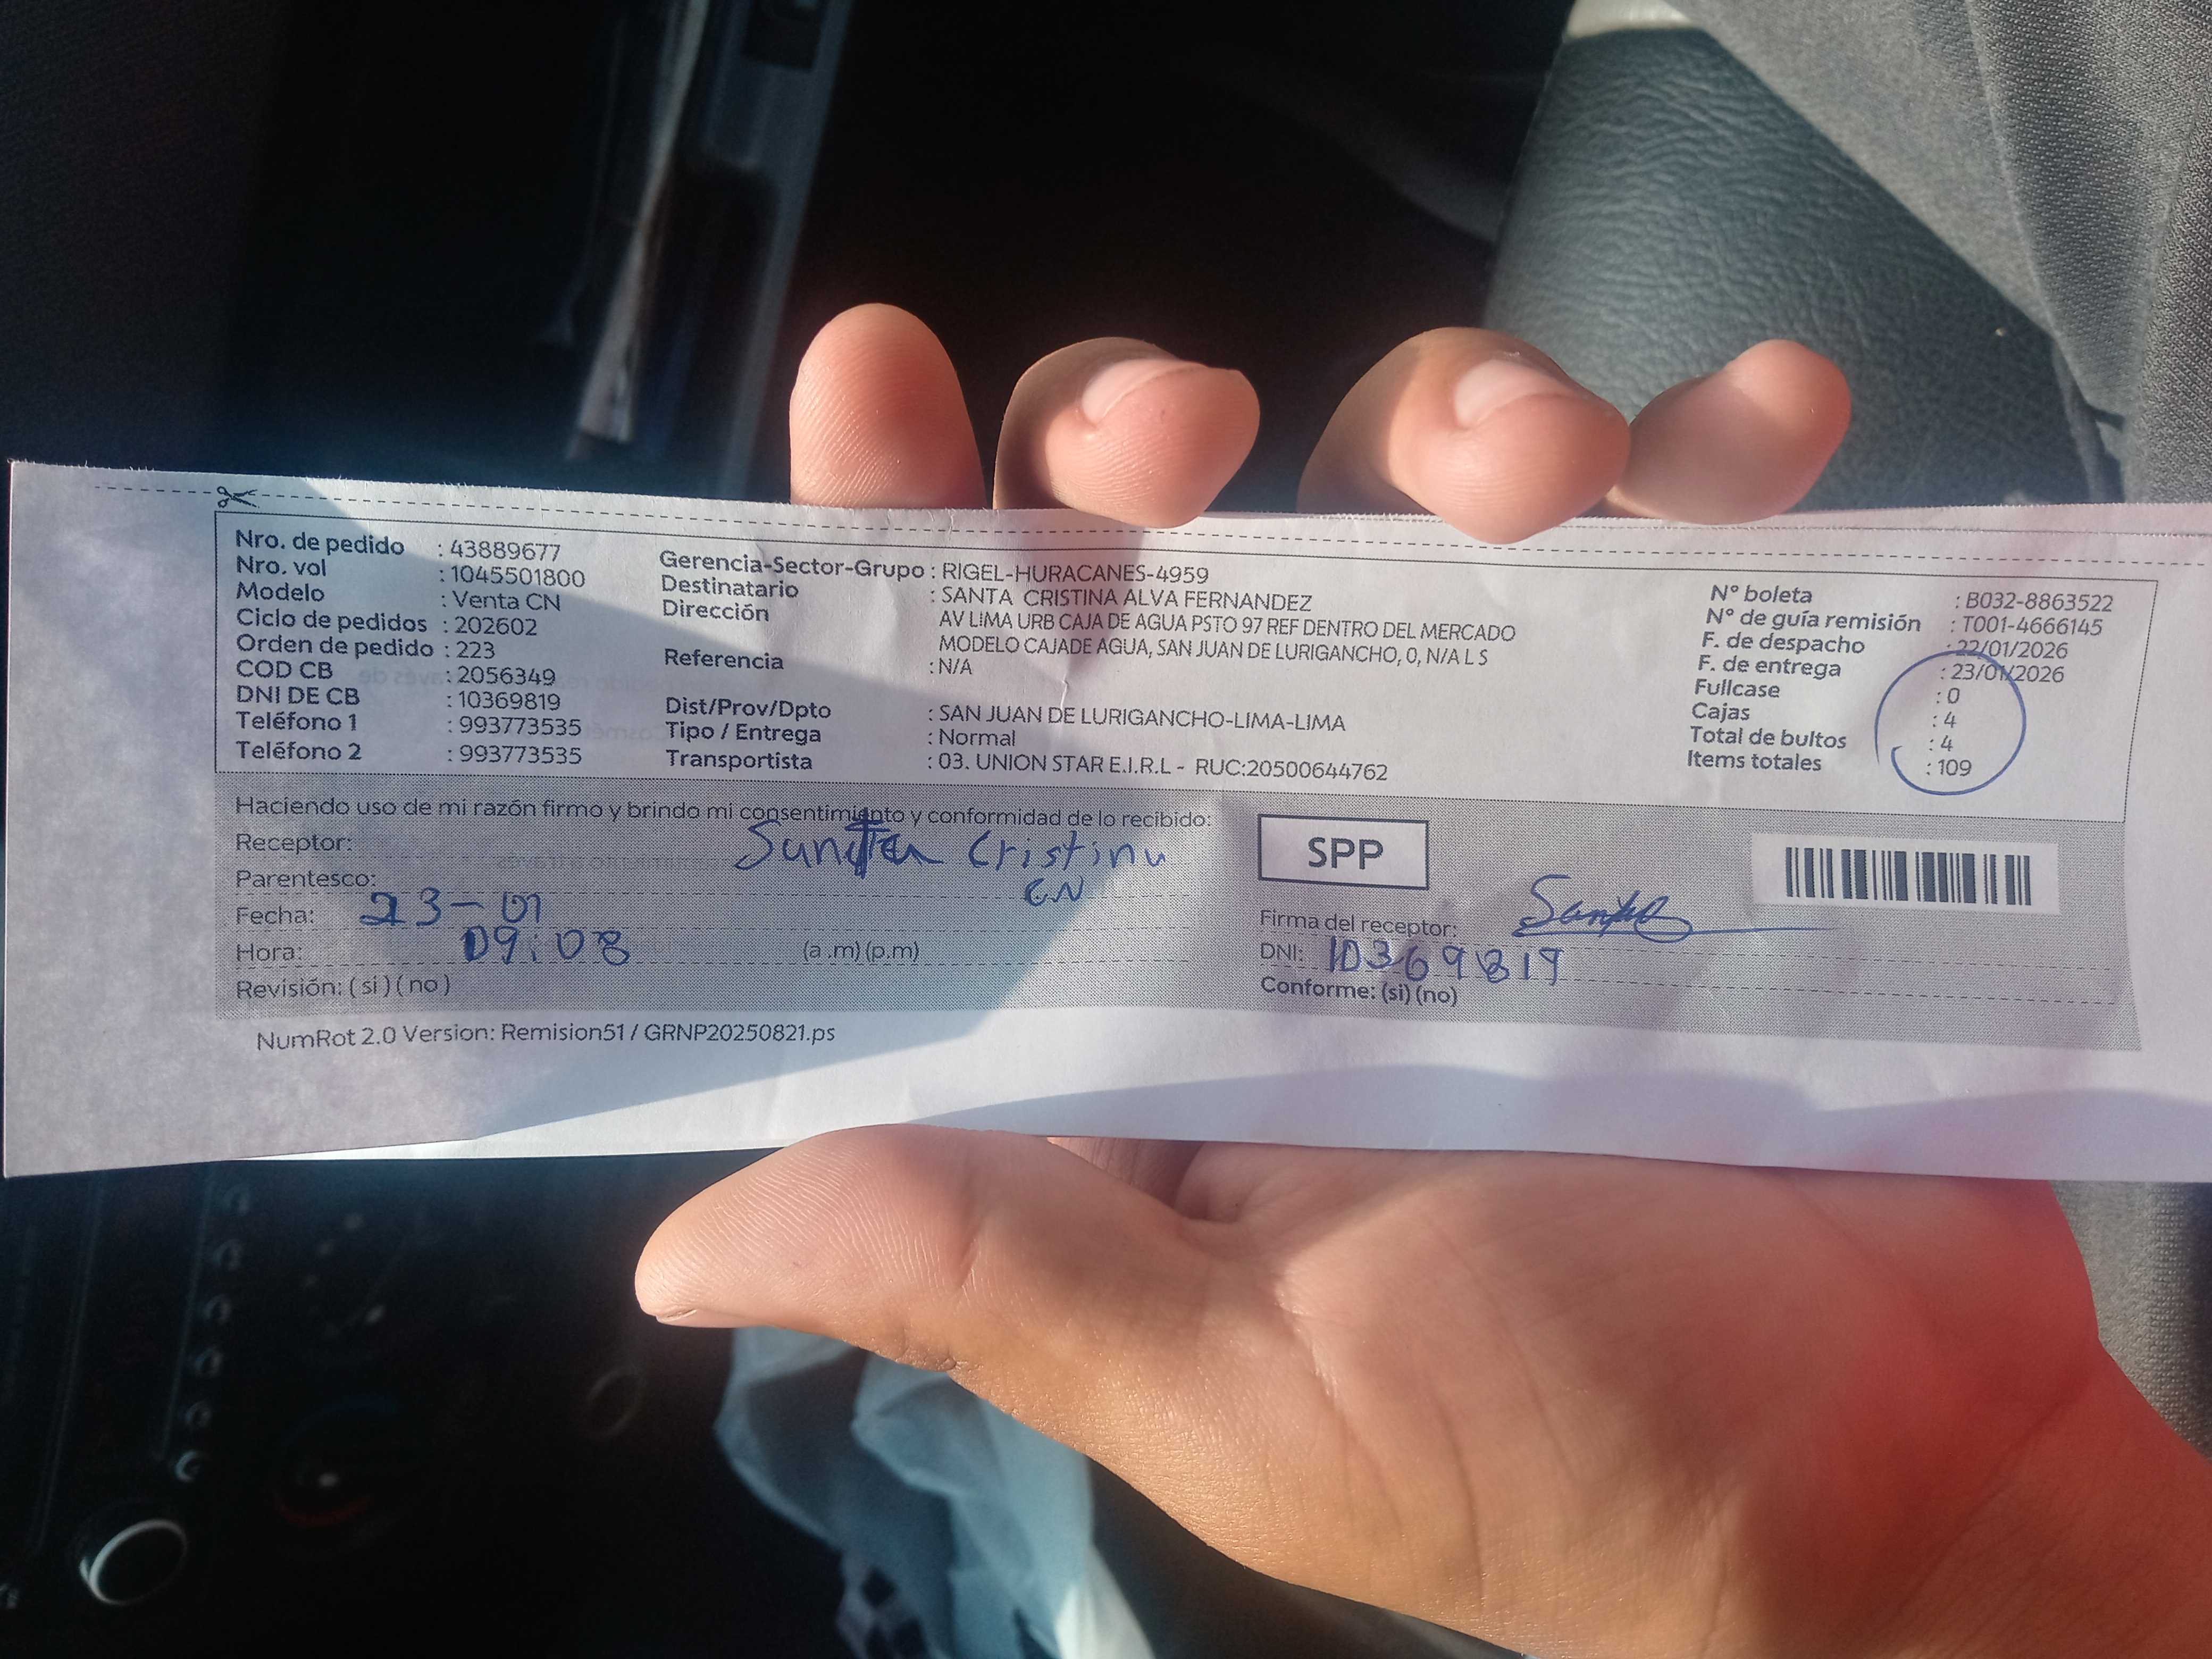 Nro. de pedido : 43889677
Nro. vol : 1045501800
Modelo : Venta CN
Ciclo de pedidos : 202602
Orden de pedido : 223
COD CB : 2056349
DNI DE CB : 10369819
Teléfono 1 : 993773535
Teléfono 2 : 993773535
Gerencia-Sector-Grupo : RIGEL-HURACANES-4959
Destinatario : SANTA CRISTINA ALVA FERNANDEZ
Dirección AV LIMA URB CAJA DE AGUA PSTO 97 REF DENTRO DEL MERCADO
MODELO CAJADE AGUA, SAN JUAN DE LURIGANCHO, 0, N/A L S
Referencia : N/A
Dist/Prov/Dpto : SAN JUAN DE LURIGANCHO-LIMA-LIMA
Tipo / Entrega : Normal
Transportista : 03. UNION STAR E.I.R.L - RUC:20500644762
N° boleta : B032-8863522
N° de guía remisión : T001-4666145
F. de despacho : 22/01/2026
F. de entrega : 23/01/2026
Fullcase : 0
Cajas : 4
Total de bultos : 4
Items totales : 109
Haciendo uso de mi razón firmo y brindo mi consentimiento y conformidad de lo recibido:
Receptor: Santa Cristina
Parentesco: CN
Fecha: 23-01
Hora: 09:08 (a .m) (p.m)
Revisión: ( si ) ( no )
SPP
Firma del receptor: Santa
DNI: 10369819
Conforme: (si) (no)
NumRot 2.0 Version: Remision51 / GRNP20250821.ps